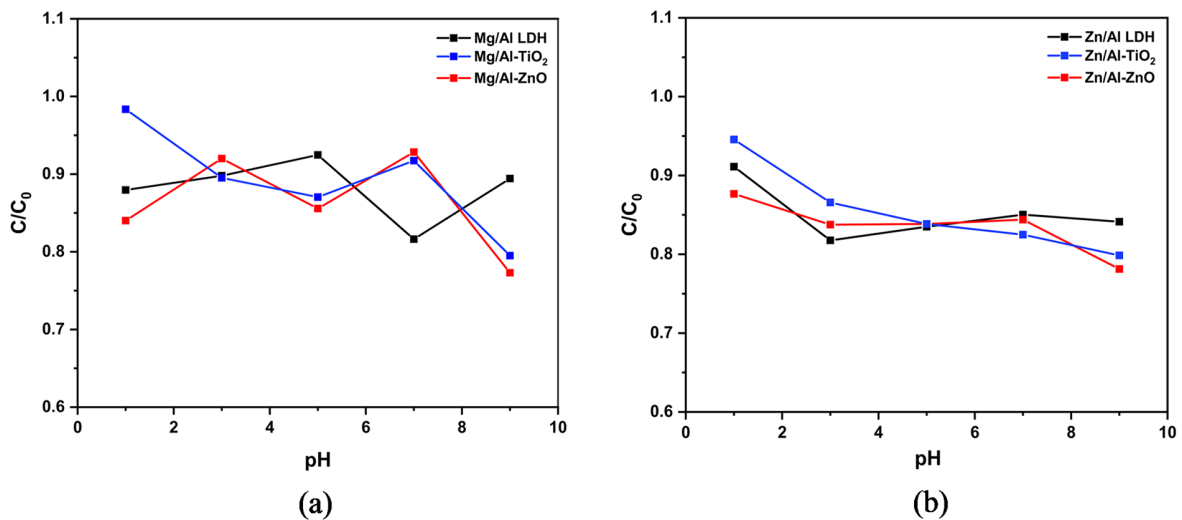 1.1
1.0
0.9
0.8
0.7
0.6
C/C₀
Mg/Al LDH
Mg/Al-TiO₂
Mg/Al-ZnO
0 2 4 6 8 10
pH
(a)
1.1
1.0
0.9
0.8
0.7
0.6
C/C₀
Zn/Al LDH
Zn/Al-TiO₂
Zn/Al-ZnO
0 2 4 6 8 10
pH
(b)